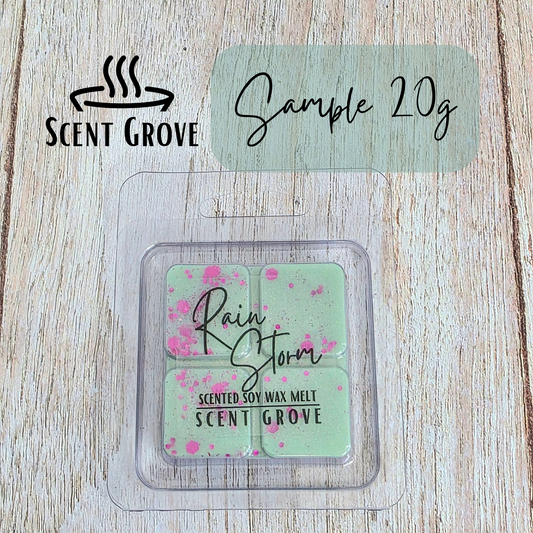 SCENT GROVE
Sample 20g
Rain
Storm
SCENTED SOY WAX MELT
SCENT GROVE